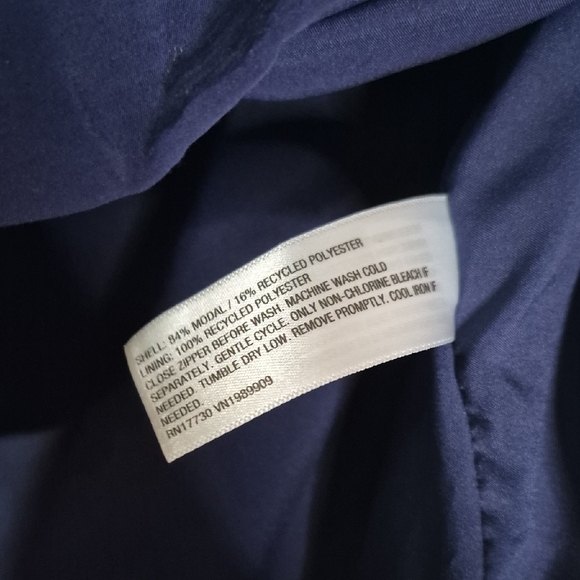 SHELL: 84% MODAL / 16% RECYCLED POLYESTER
LINING: 100% RECYCLED POLYESTER
CLOSE ZIPPER BEFORE WASH. MACHINE WASH COLD
SEPARATELY. GENTLE CYCLE. ONLY NON-CHLORINE BLEACH IF
NEEDED. TUMBLE DRY LOW. REMOVE PROMPTLY. COOL IRON IF
NEEDED.
RN17730 VN1989909